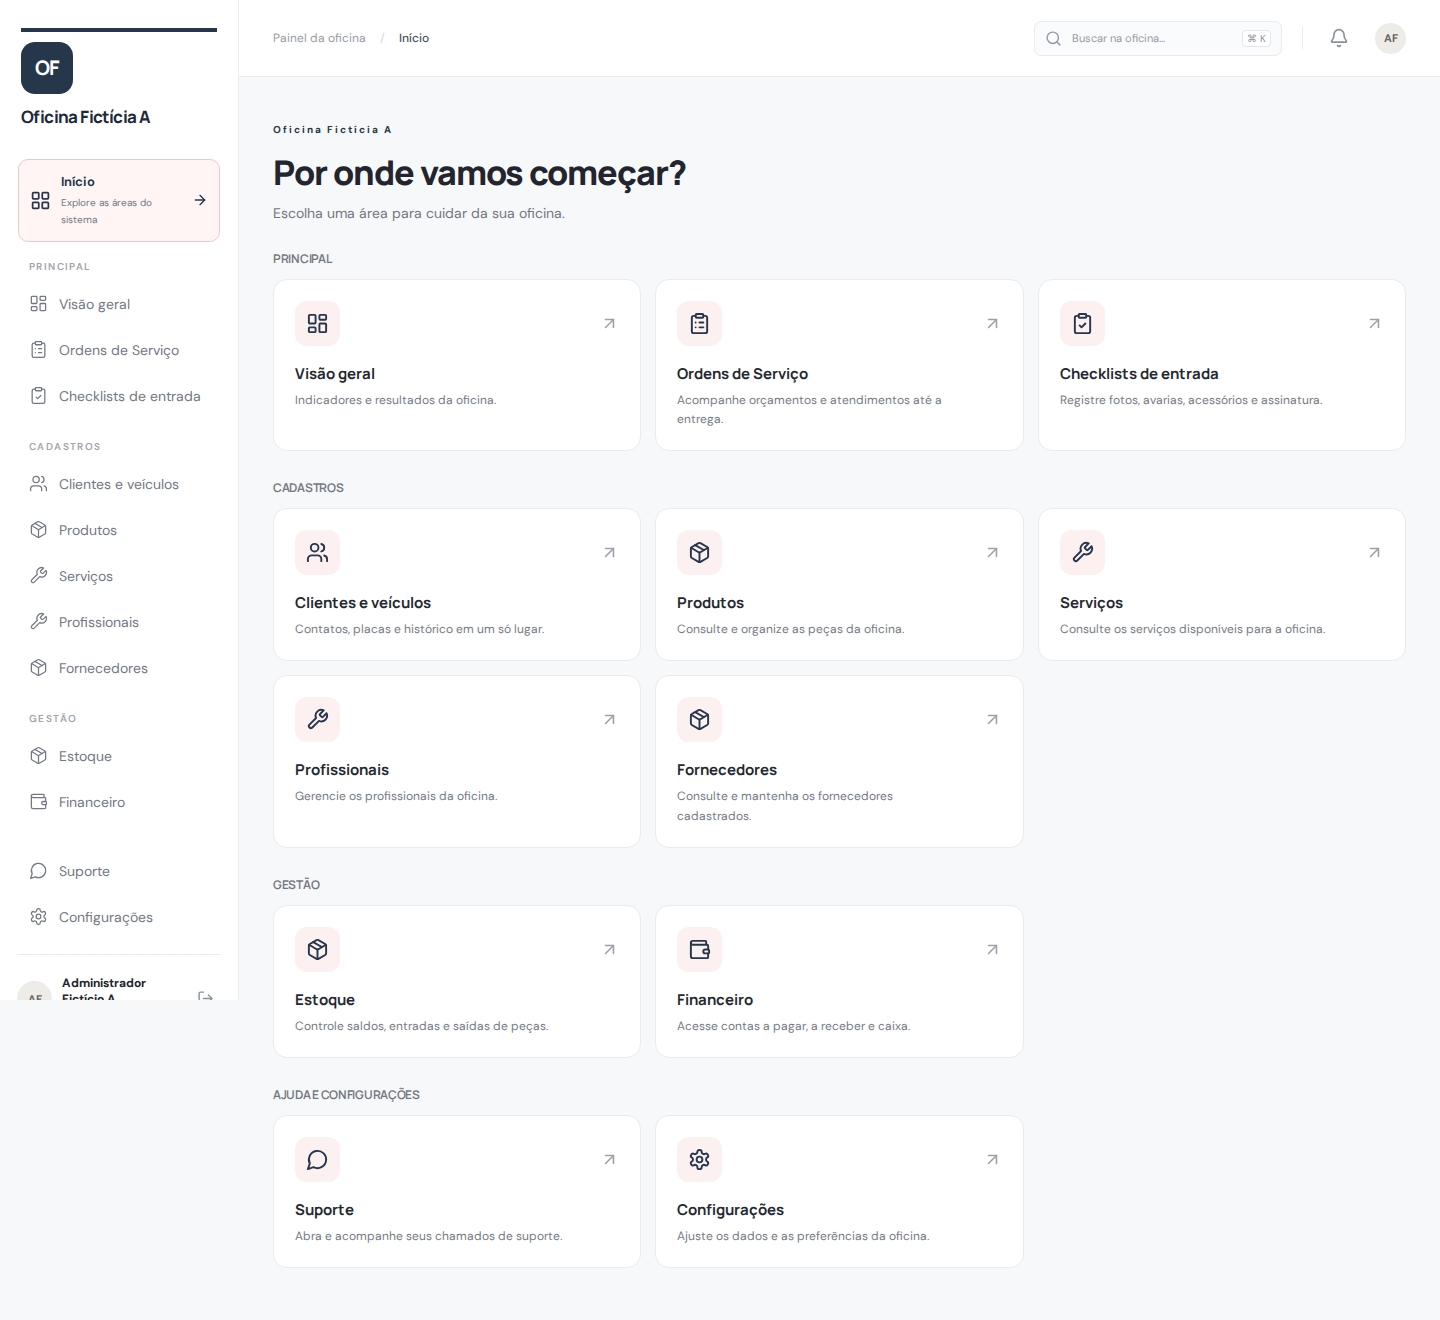 OF
Oficina Fictícia A
Início
Explore as áreas do
sistema
PRINCIPAL
Visão geral
Ordens de Serviço
Checklists de entrada
CADASTROS
Clientes e veículos
Produtos
Serviços
Profissionais
Fornecedores
GESTÃO
Estoque
Financeiro
Suporte
Configurações
AF
Administrador
Fictício A
Painel da oficina / Início
Buscar na oficina...
⌘ K
AF
Oficina Fictícia A
Por onde vamos começar?
Escolha uma área para cuidar da sua oficina.
PRINCIPAL
Visão geral
Indicadores e resultados da oficina.
Ordens de Serviço
Acompanhe orçamentos e atendimentos até a
entrega.
Checklists de entrada
Registre fotos, avarias, acessórios e assinatura.
CADASTROS
Clientes e veículos
Contatos, placas e histórico em um só lugar.
Produtos
Consulte e organize as peças da oficina.
Serviços
Consulte os serviços disponíveis para a oficina.
Profissionais
Gerencie os profissionais da oficina.
Fornecedores
Consulte e mantenha os fornecedores
cadastrados.
GESTÃO
Estoque
Controle saldos, entradas e saídas de peças.
Financeiro
Acesse contas a pagar, a receber e caixa.
AJUDA E CONFIGURAÇÕES
Suporte
Abra e acompanhe seus chamados de suporte.
Configurações
Ajuste os dados e as preferências da oficina.